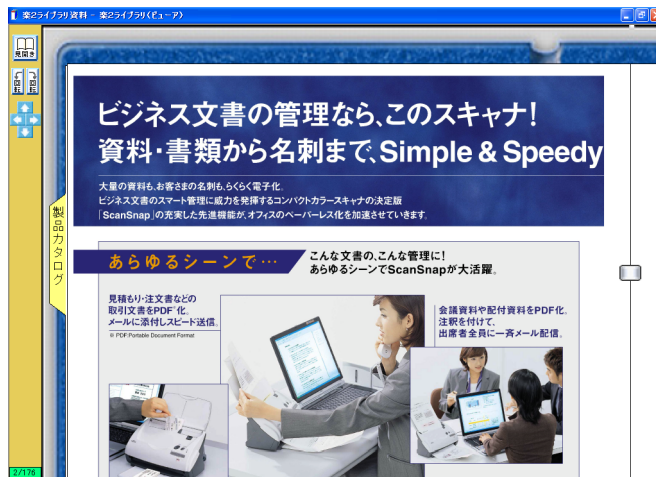 楽2ライブラリ資料 - 楽2ライブラリ<ビューア>
見開き
回転
回転
製品カタログ
ビジネス文書の管理なら、このスキャナ!
資料・書類から名刺まで、Simple & Speedy
大量の資料も、お客さまの名刺も、らくらく電子化。
ビジネス文書のスマート管理に威力を発揮するコンパクトカラースキャナの決定版
「ScanSnap」の充実した先進機能が、オフィスのペーパーレス化を加速させていきます。
あらゆるシーンで…
こんな文書の、こんな管理に!
あらゆるシーンでScanSnapが大活躍。
見積もり・注文書などの
取引文書をPDF※化。
メールに添付しスピード送信。
※ PDF:Portable Document Format
会議資料や配付資料をPDF化。
注釈を付けて、
出席者全員に一斉メール配信。
2/176